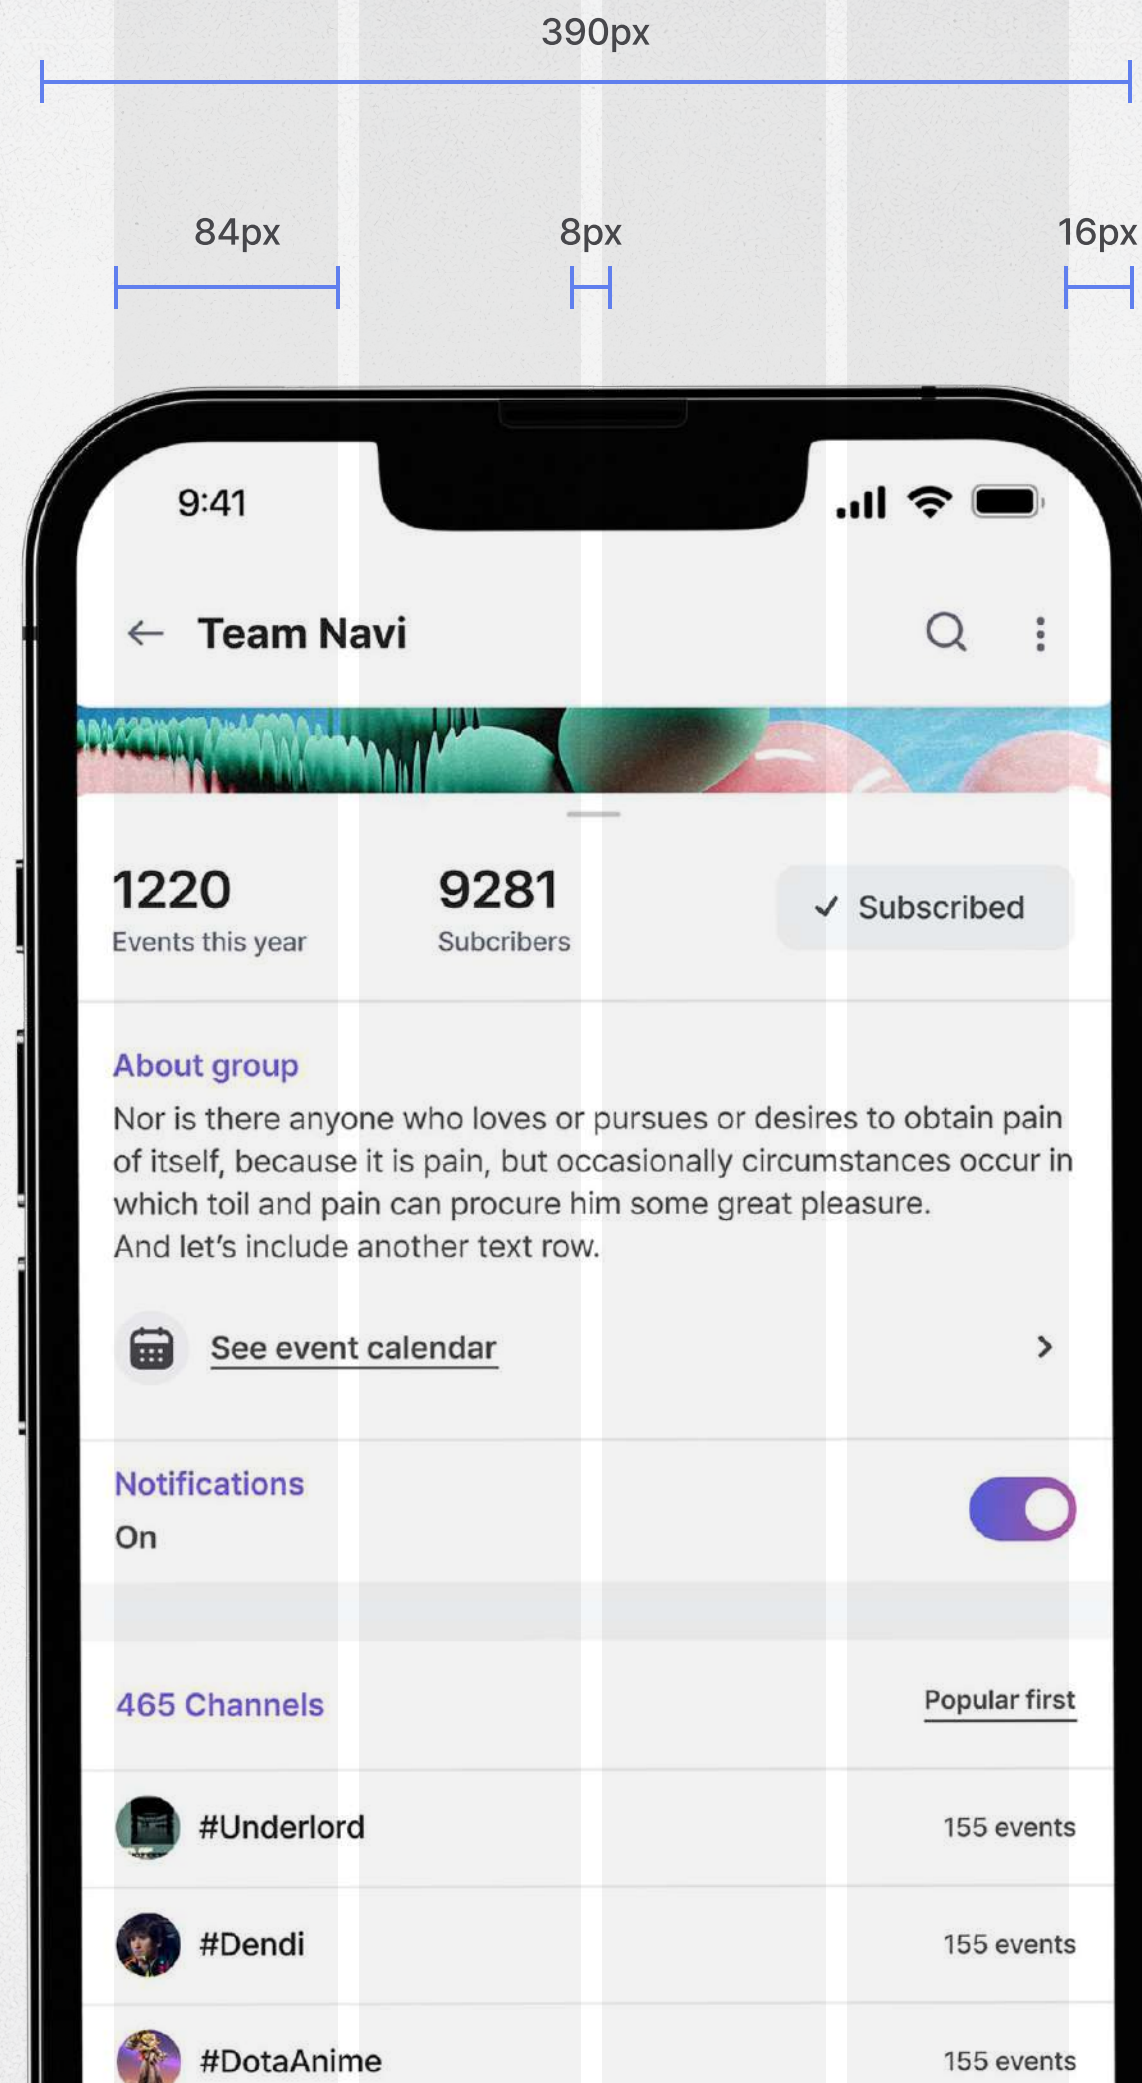 390px
84px
8px
16px
9:41
Team Navi
1220
9281
Subscribed
Events this year
Subcribers
About group
Nor is there anyone who loves or pursues or desires to obtain pain
of itself, because it is pain, but occasionally circumstances occur in
which toil and pain can procure him some great pleasure.
And let's include another text row.
See event calendar
Notifications
On
465 Channels
Popular first
#Underlord
155 events
#Dendi
155 events
#DotaAnime
155 events